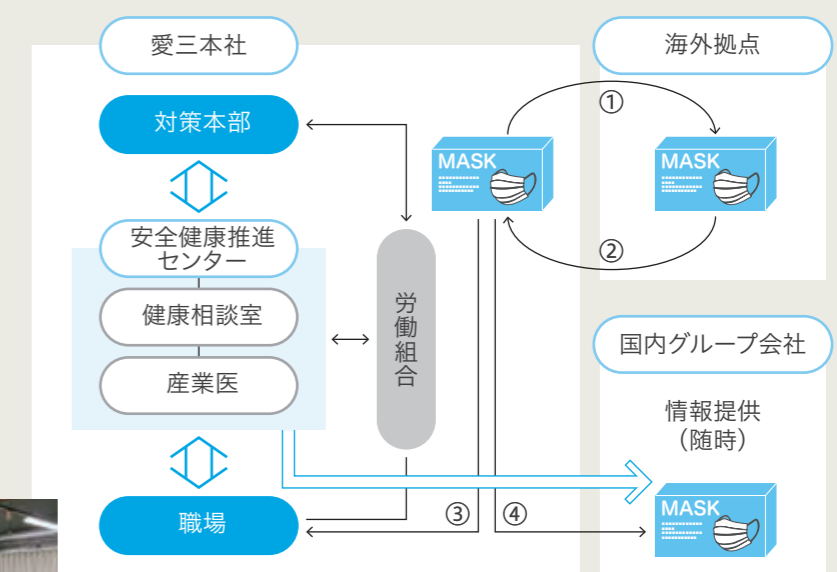 愛三本社
海外拠点
対策本部
①
MASK
MASK
②
安全健康推進
センター
健康相談室
産業医
労働組合
国内グループ会社
情報提供
（随時）
MASK
職場
③
④